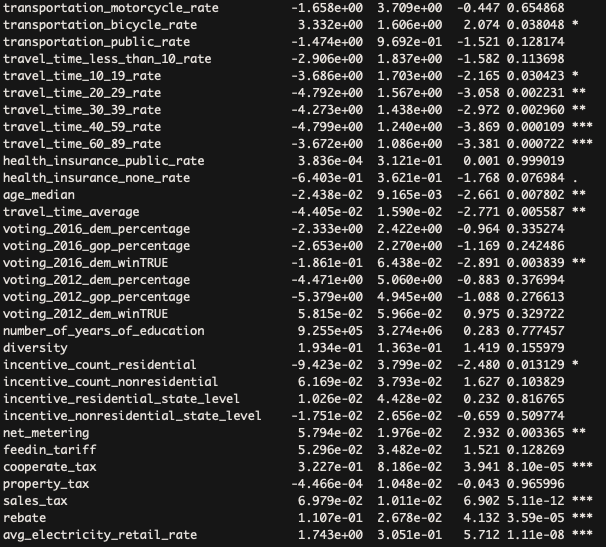 transportation_motorcycle_rate -1.658e+00 3.709e+00 -0.447 0.654868
transportation_bicycle_rate 3.332e+00 1.606e+00 2.074 0.038048 *
transportation_public_rate -1.474e+00 9.692e-01 -1.521 0.128174
travel_time_less_than_10_rate -2.906e+00 1.837e+00 -1.582 0.113698
travel_time_10_19_rate -3.686e+00 1.703e+00 -2.165 0.030423 *
travel_time_20_29_rate -4.792e+00 1.567e+00 -3.058 0.002231 **
travel_time_30_39_rate -4.273e+00 1.438e+00 -2.972 0.002960 **
travel_time_40_59_rate -4.799e+00 1.240e+00 -3.869 0.000109 ***
travel_time_60_89_rate -3.672e+00 1.086e+00 -3.381 0.000722 ***
health_insurance_public_rate 3.836e-04 3.121e-01 0.001 0.999019
health_insurance_none_rate -6.403e-01 3.621e-01 -1.768 0.076984 .
age_median -2.438e-02 9.165e-03 -2.661 0.007802 **
travel_time_average -4.405e-02 1.590e-02 -2.771 0.005587 **
voting_2016_dem_percentage -2.333e+00 2.422e+00 -0.964 0.335274
voting_2016_gop_percentage -2.653e+00 2.270e+00 -1.169 0.242486
voting_2016_dem_winTRUE -1.861e-01 6.438e-02 -2.891 0.003839 **
voting_2012_dem_percentage -4.471e+00 5.060e+00 -0.883 0.376994
voting_2012_gop_percentage -5.379e+00 4.945e+00 -1.088 0.276613
voting_2012_dem_winTRUE 5.815e-02 5.966e-02 0.975 0.329722
number_of_years_of_education 9.255e+05 3.274e+06 0.283 0.777457
diversity 1.934e-01 1.363e-01 1.419 0.155979
incentive_count_residential -9.423e-02 3.799e-02 -2.480 0.013129 *
incentive_count_nonresidential 6.169e-02 3.793e-02 1.627 0.103829
incentive_residential_state_level 1.026e-02 4.428e-02 0.232 0.816765
incentive_nonresidential_state_level -1.751e-02 2.656e-02 -0.659 0.509774
net_metering 5.794e-02 1.976e-02 2.932 0.003365 **
feedin_tariff 5.296e-02 3.482e-02 1.521 0.128269
cooperate_tax 3.227e-01 8.186e-02 3.941 8.10e-05 ***
property_tax -4.466e-04 1.048e-02 -0.043 0.965996
sales_tax 6.979e-02 1.011e-02 6.902 5.11e-12 ***
rebate 1.107e-01 2.678e-02 4.132 3.59e-05 ***
avg_electricity_retail_rate 1.743e+00 3.051e-01 5.712 1.11e-08 ***